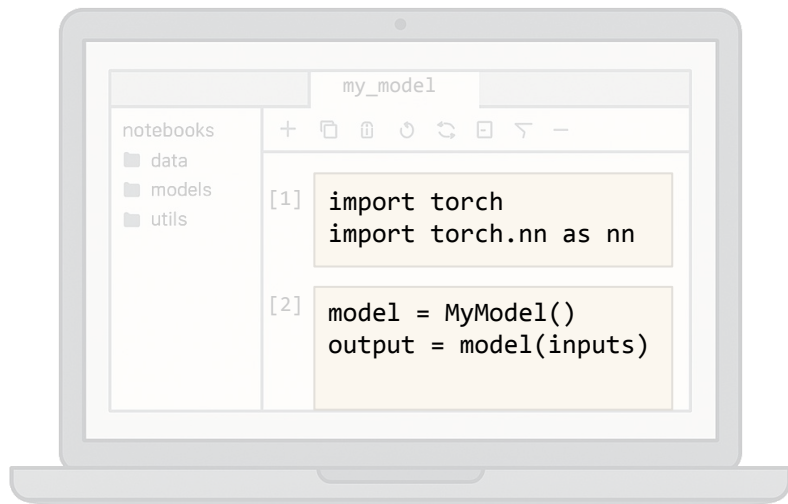 my_model
notebooks
data
models
utils
[1]
import torch
import torch.nn as nn
[2]
model = MyModel()
output = model(inputs)